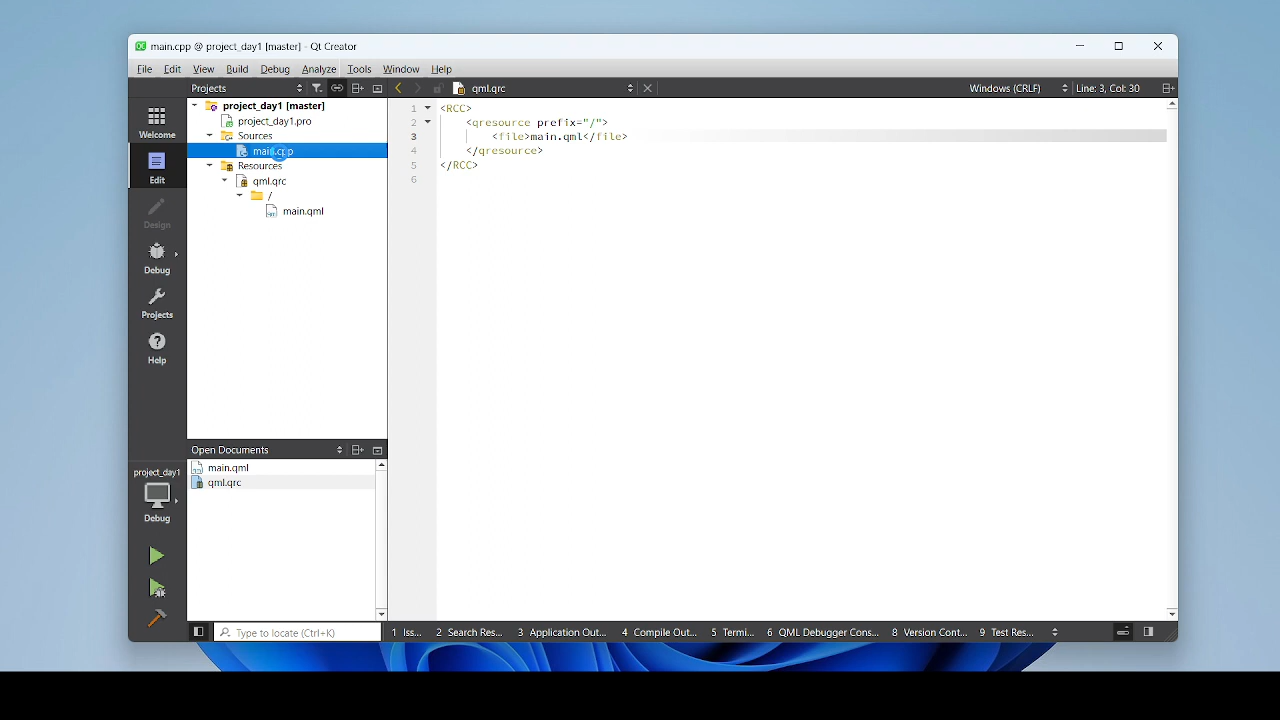 main.cpp @ project_day1 [master] - Qt Creator
File Edit View Build Debug Analyze Tools Window Help
Projects qml.qrc Windows (CRLF) Line: 3, Col: 30
project_day1 [master]
project_day1.pro
Sources
main.cpp
Resources
qml.qrc
/
main.qml
Welcome
Edit
Design
Debug
Projects
Help
1 <RCC>
2 <qresource prefix="/">
3 <file>main.qml</file>
4 </qresource>
5 </RCC>
6
Open Documents
main.qml
qml.qrc
project_day1
Debug
Type to locate (Ctrl+K) 1 Iss... 2 Search Res... 3 Application Out... 4 Compile Out... 5 Termi... 6 QML Debugger Cons... 8 Version Cont... 9 Test Res...